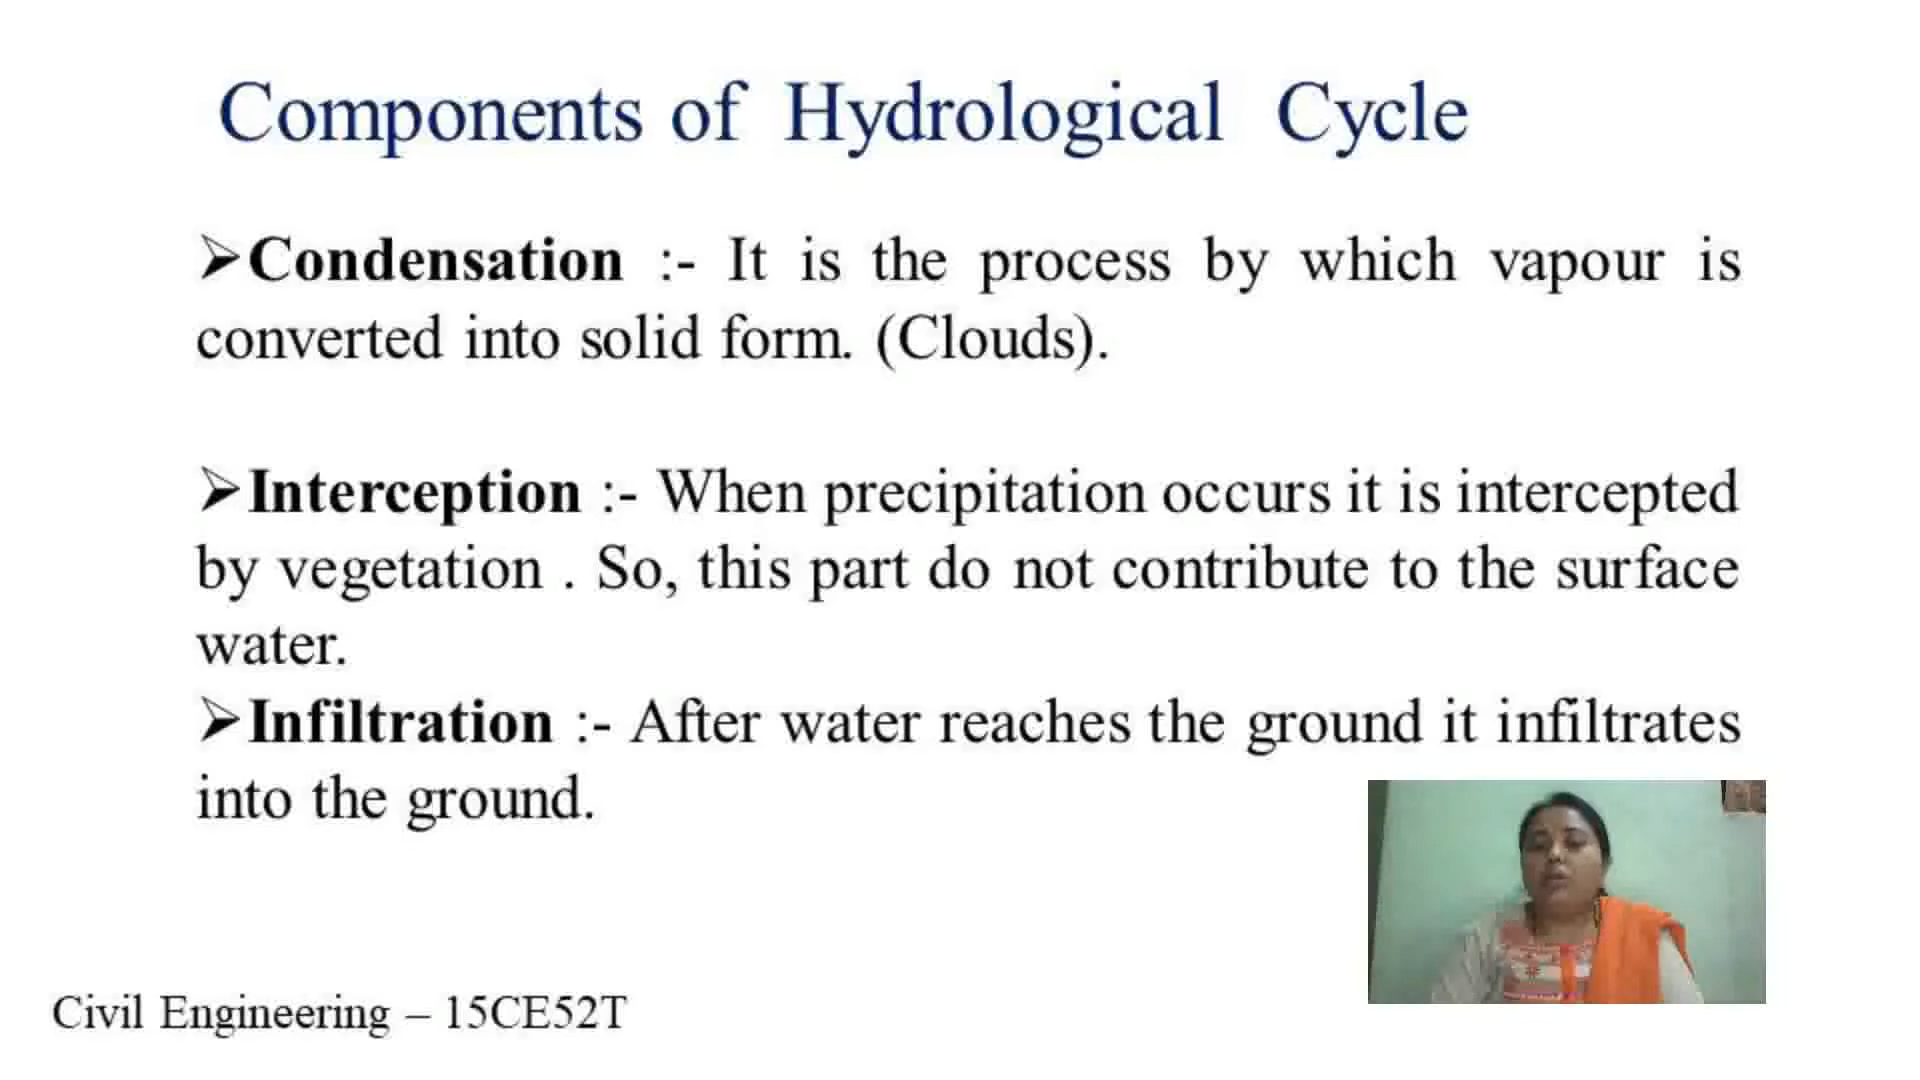 Components of Hydrological Cycle
➢Condensation :- It is the process by which vapour is
converted into solid form. (Clouds).
➢Interception :- When precipitation occurs it is intercepted
by vegetation . So, this part do not contribute to the surface
water.
➢Infiltration :- After water reaches the ground it infiltrates
into the ground.
Civil Engineering – 15CE52T